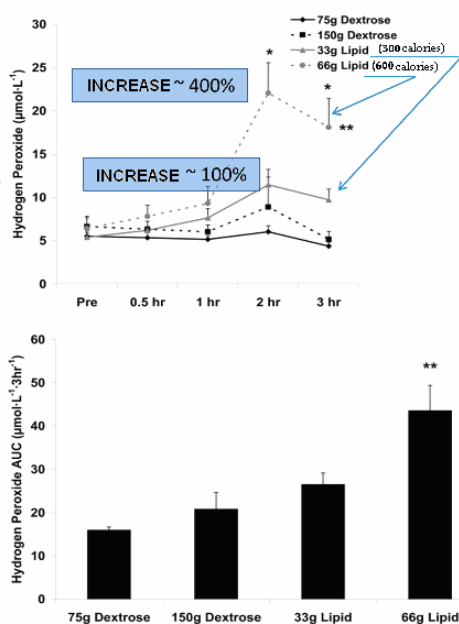 75g Dextrose
150g Dextrose
33g Lipid (300 calories)
66g Lipid (600 calories)
Hydrogen Peroxide (µmol·L⁻¹)
30
25
20
15
10
5
0
INCREASE ~ 400%
INCREASE ~ 100%
*
*
**
Pre 0.5 hr 1 hr 2 hr 3 hr
Hydrogen Peroxide AUC (µmol·L⁻¹·3hr⁻¹)
60
50
40
30
20
10
0
**
75g Dextrose 150g Dextrose 33g Lipid 66g Lipid